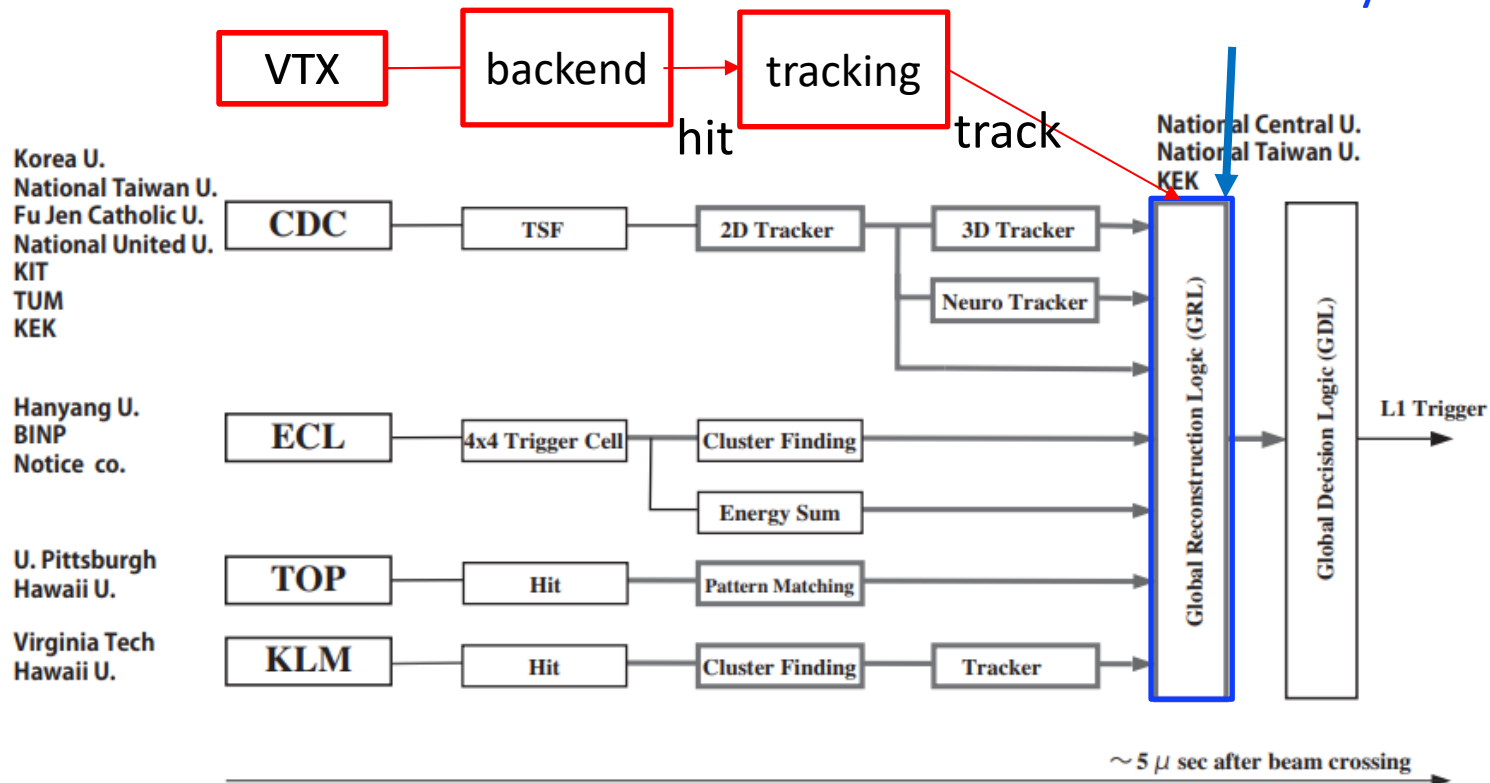 VTX
backend
tracking
hit
track
National Central U.
National Taiwan U.
KEK
Korea U.
National Taiwan U.
Fu Jen Catholic U.
National United U.
KIT
TUM
KEK
CDC
TSF
2D Tracker
3D Tracker
Neuro Tracker
Hanyang U.
BINP
Notice co.
ECL
4x4 Trigger Cell
Cluster Finding
Energy Sum
U. Pittsburgh
Hawaii U.
TOP
Hit
Pattern Matching
Virginia Tech
Hawaii U.
KLM
Hit
Cluster Finding
Tracker
Global Reconstruction Logic (GRL)
Global Decision Logic (GDL)
L1 Trigger
~ 5 μ sec after beam crossing